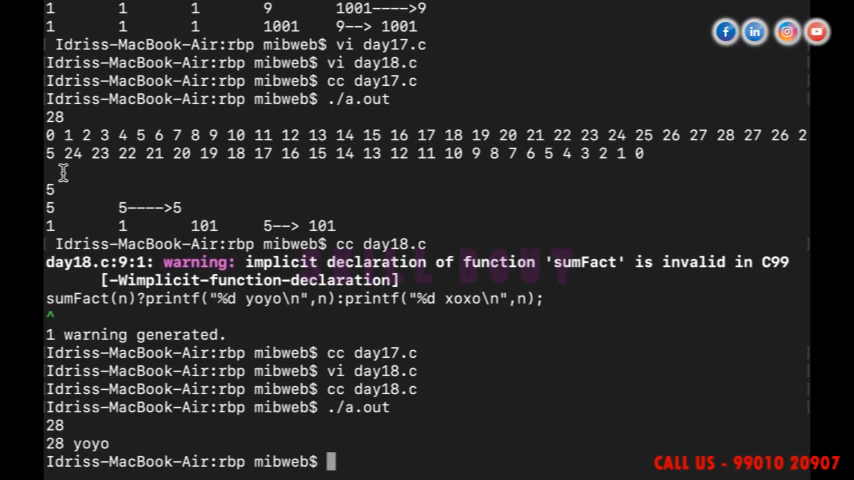 1 1 1 9 1001---->9
1 1 1 1001 9--> 1001
Idriss-MacBook-Air:rbp mibweb$ vi day17.c
Idriss-MacBook-Air:rbp mibweb$ vi day18.c
Idriss-MacBook-Air:rbp mibweb$ cc day17.c
Idriss-MacBook-Air:rbp mibweb$ ./a.out
28
0 1 2 3 4 5 6 7 8 9 10 11 12 13 14 15 16 17 18 19 20 21 22 23 24 25 26 27 28 27 26 2
5 24 23 22 21 20 19 18 17 16 15 14 13 12 11 10 9 8 7 6 5 4 3 2 1 0
5
5 5---->5
1 1 101 5--> 101
Idriss-MacBook-Air:rbp mibweb$ cc day18.c
day18.c:9:1: warning: implicit declaration of function 'sumFact' is invalid in C99
[-Wimplicit-function-declaration]
sumFact(n)?printf("%d yoyo\n",n):printf("%d xoxo\n",n);
^
1 warning generated.
Idriss-MacBook-Air:rbp mibweb$ cc day17.c
Idriss-MacBook-Air:rbp mibweb$ vi day18.c
Idriss-MacBook-Air:rbp mibweb$ cc day18.c
Idriss-MacBook-Air:rbp mibweb$ ./a.out
28
28 yoyo
Idriss-MacBook-Air:rbp mibweb$
CALL US - 99010 20907